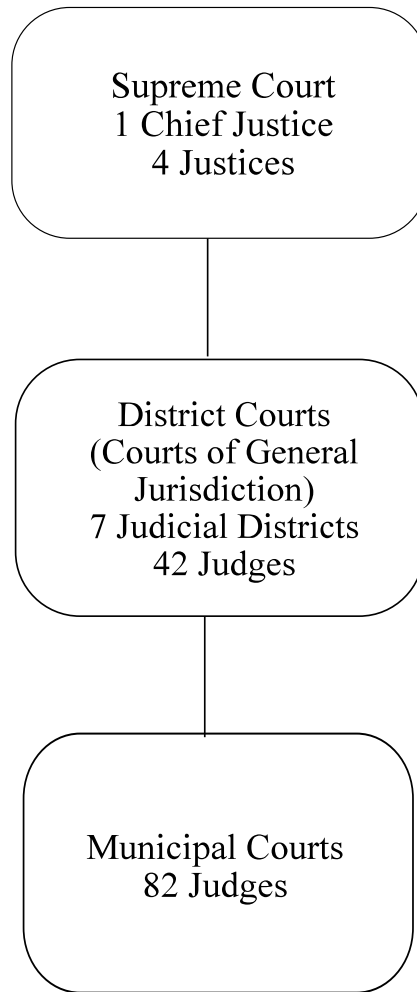 Supreme Court
1 Chief Justice
4 Justices
District Courts
(Courts of General
Jurisdiction)
7 Judicial Districts
42 Judges
Municipal Courts
82 Judges